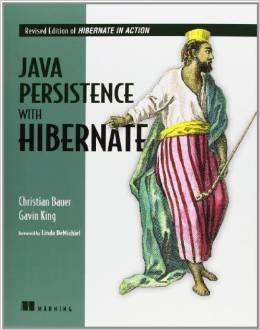 Revised Edition of HIBERNATE IN ACTION
JAVA
PERSISTENCE
WITH
HIBERNATE
Christian Bauer
Gavin King
Foreword by Linda DeMichiel
MANNING